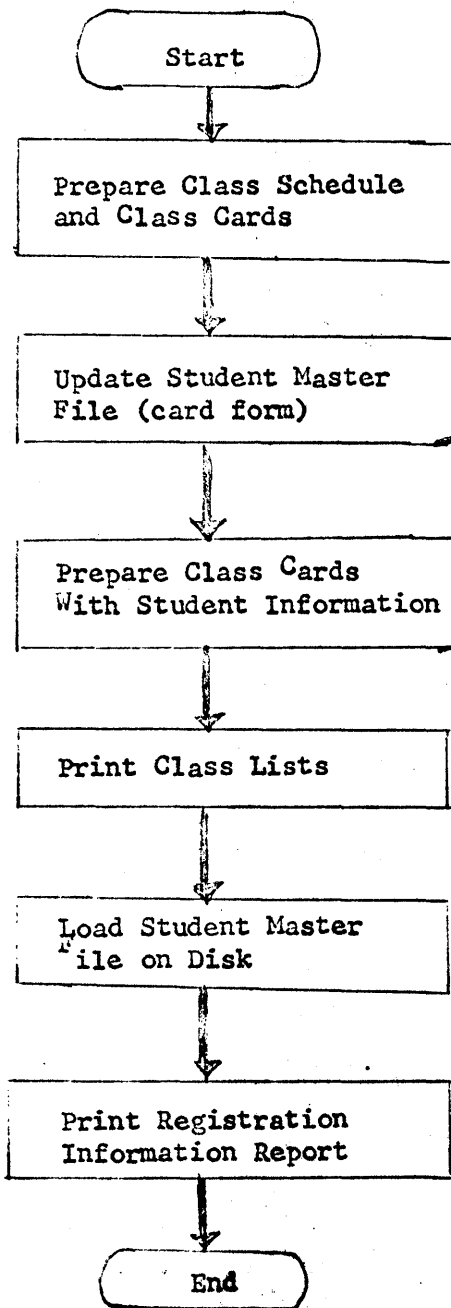 Start
Prepare Class Schedule
and Class Cards
Update Student Master
File (card form)
Prepare Class Cards
With Student Information
Print Class Lists
Load Student Master
File on Disk
Print Registration
Information Report
End